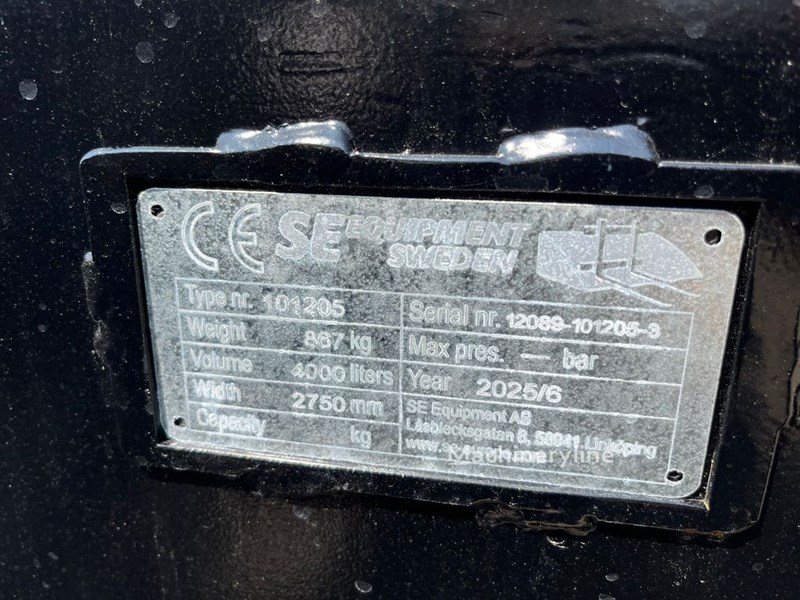 CE SE EQUIPMENT
SWEDEN
Type nr. 101205
Weight 867 kg
Volume 4000 liters
Width 2750 mm
Capacity kg
Serial nr. 12089-101205-3
Max pres. — bar
Year 2025/6
SE Equipment AB
Låsblecksgatan 8, 58941 Linköping
Machineryline